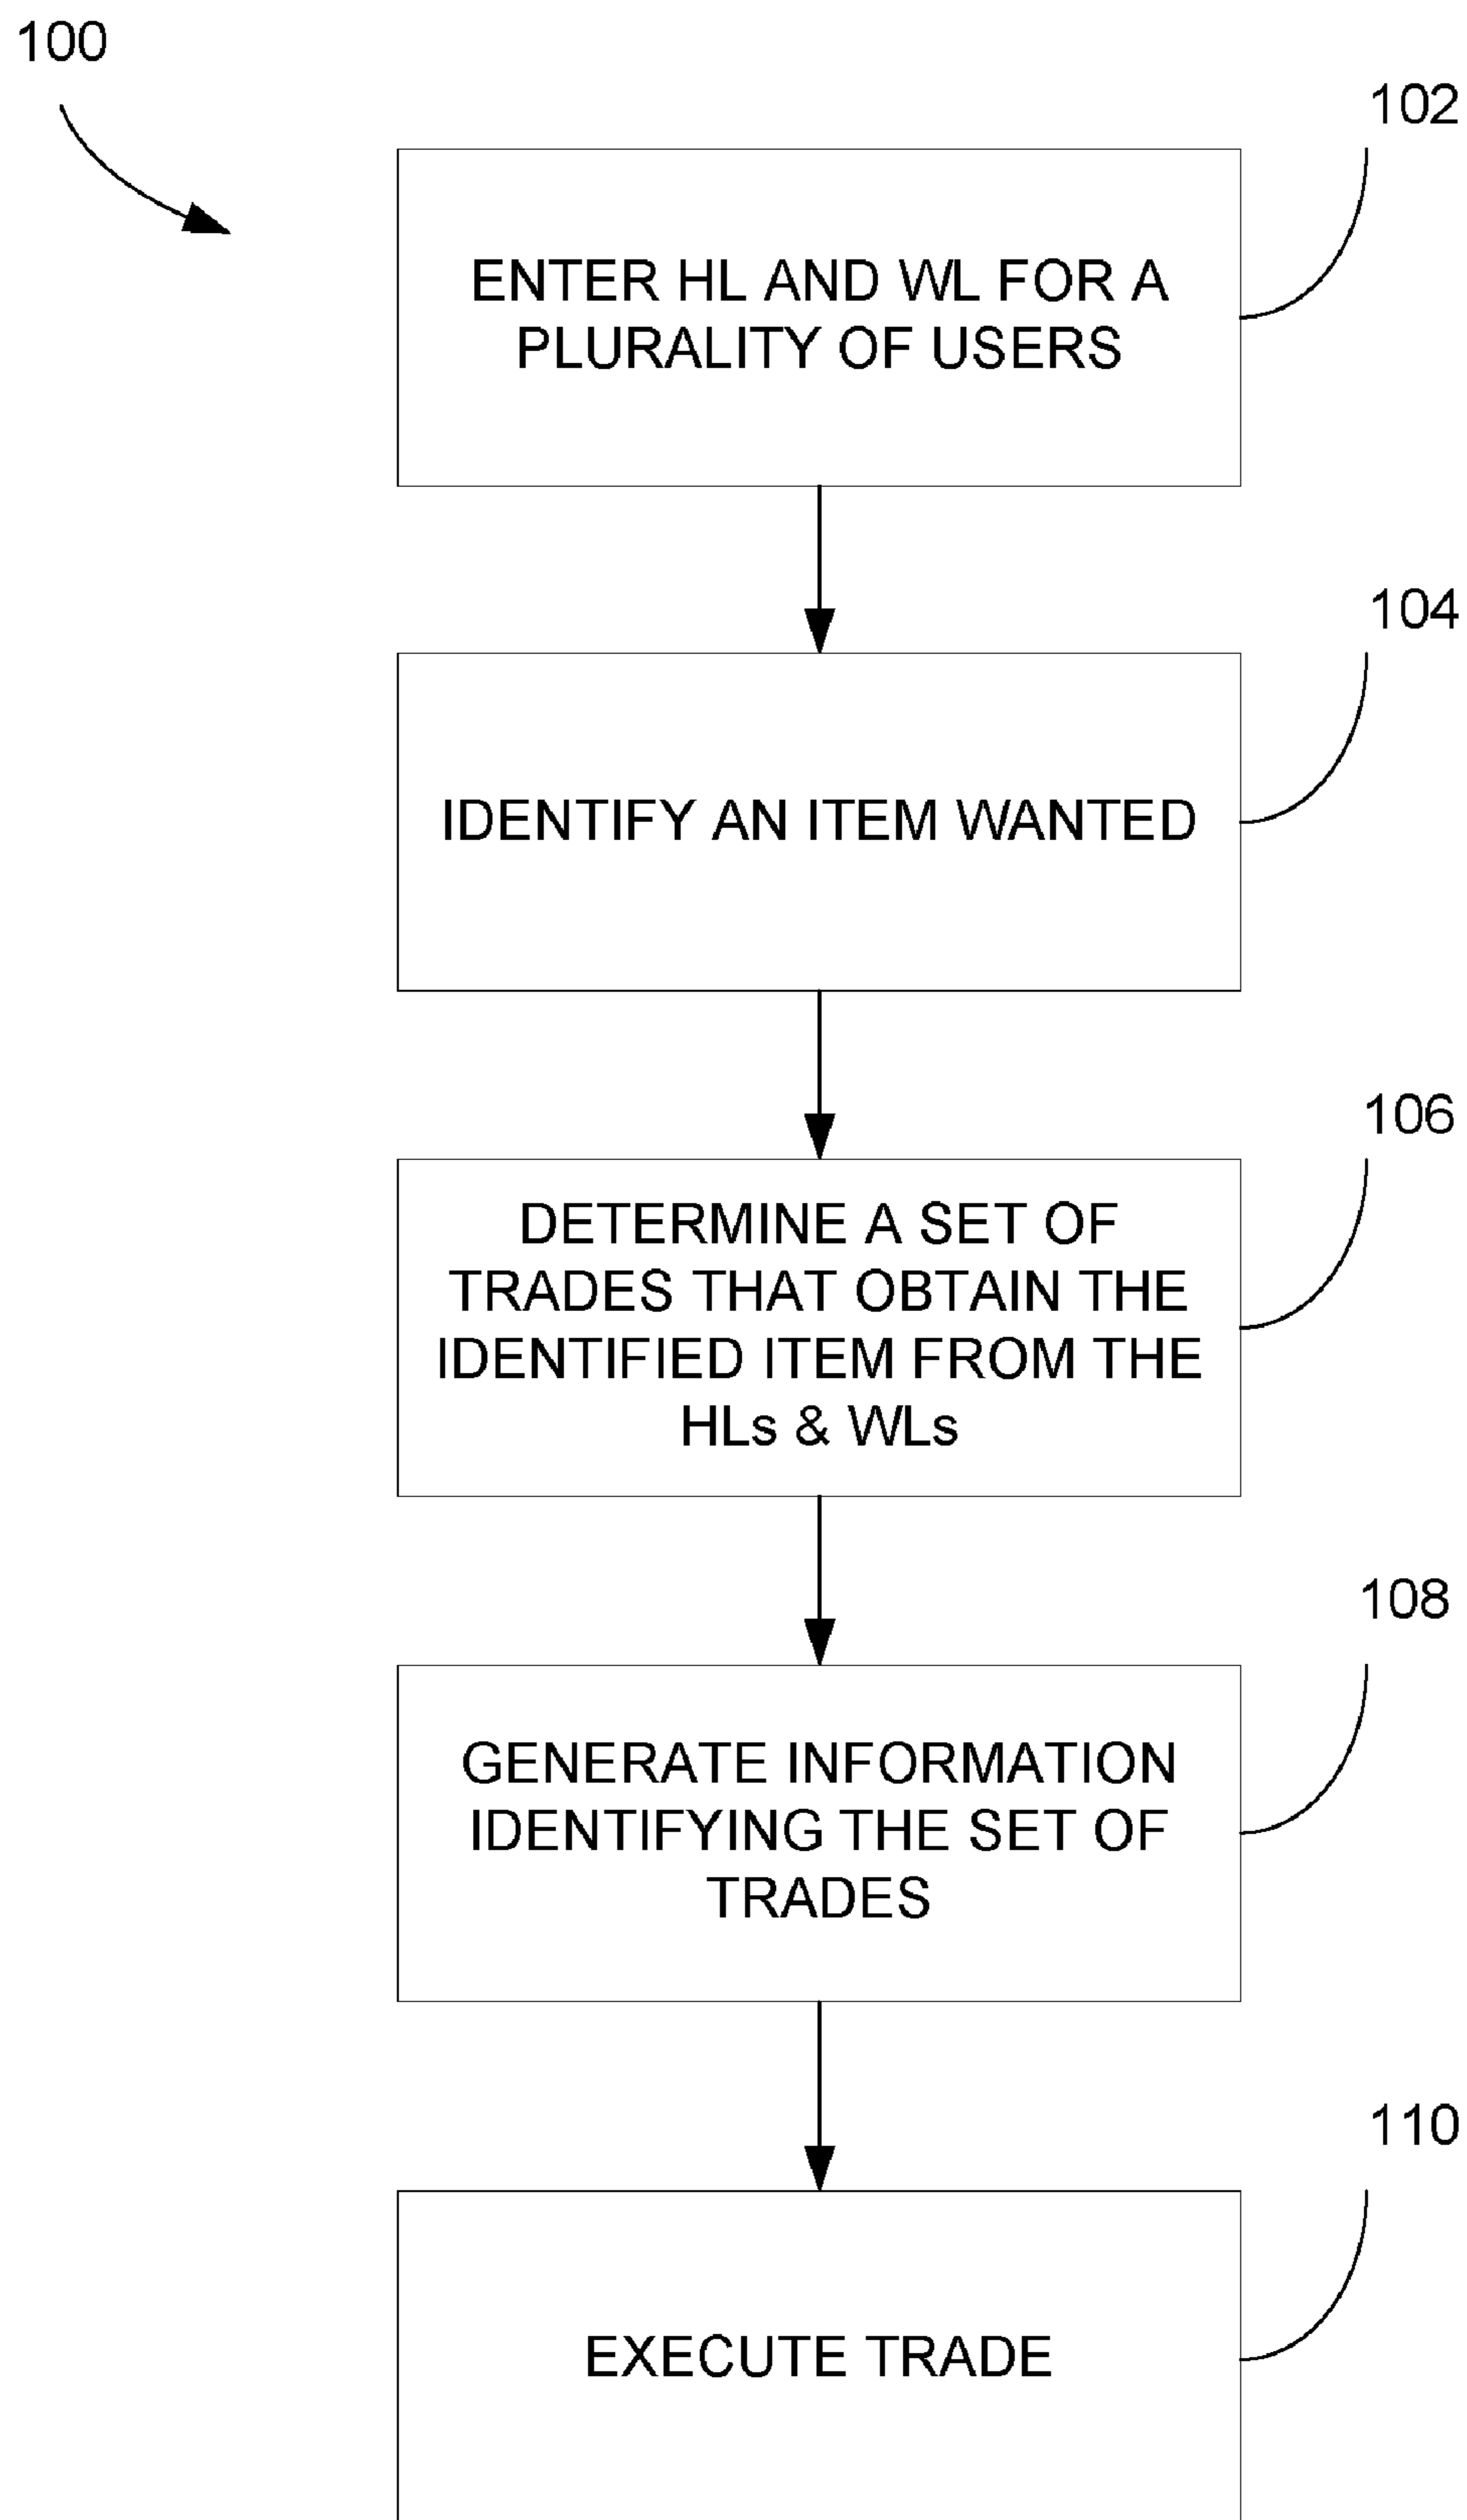 100
102
ENTER HL AND WL FOR A
PLURALITY OF USERS
104
IDENTIFY AN ITEM WANTED
106
DETERMINE A SET OF
TRADES THAT OBTAIN THE
IDENTIFIED ITEM FROM THE
HLs & WLs
108
GENERATE INFORMATION
IDENTIFYING THE SET OF
TRADES
110
EXECUTE TRADE